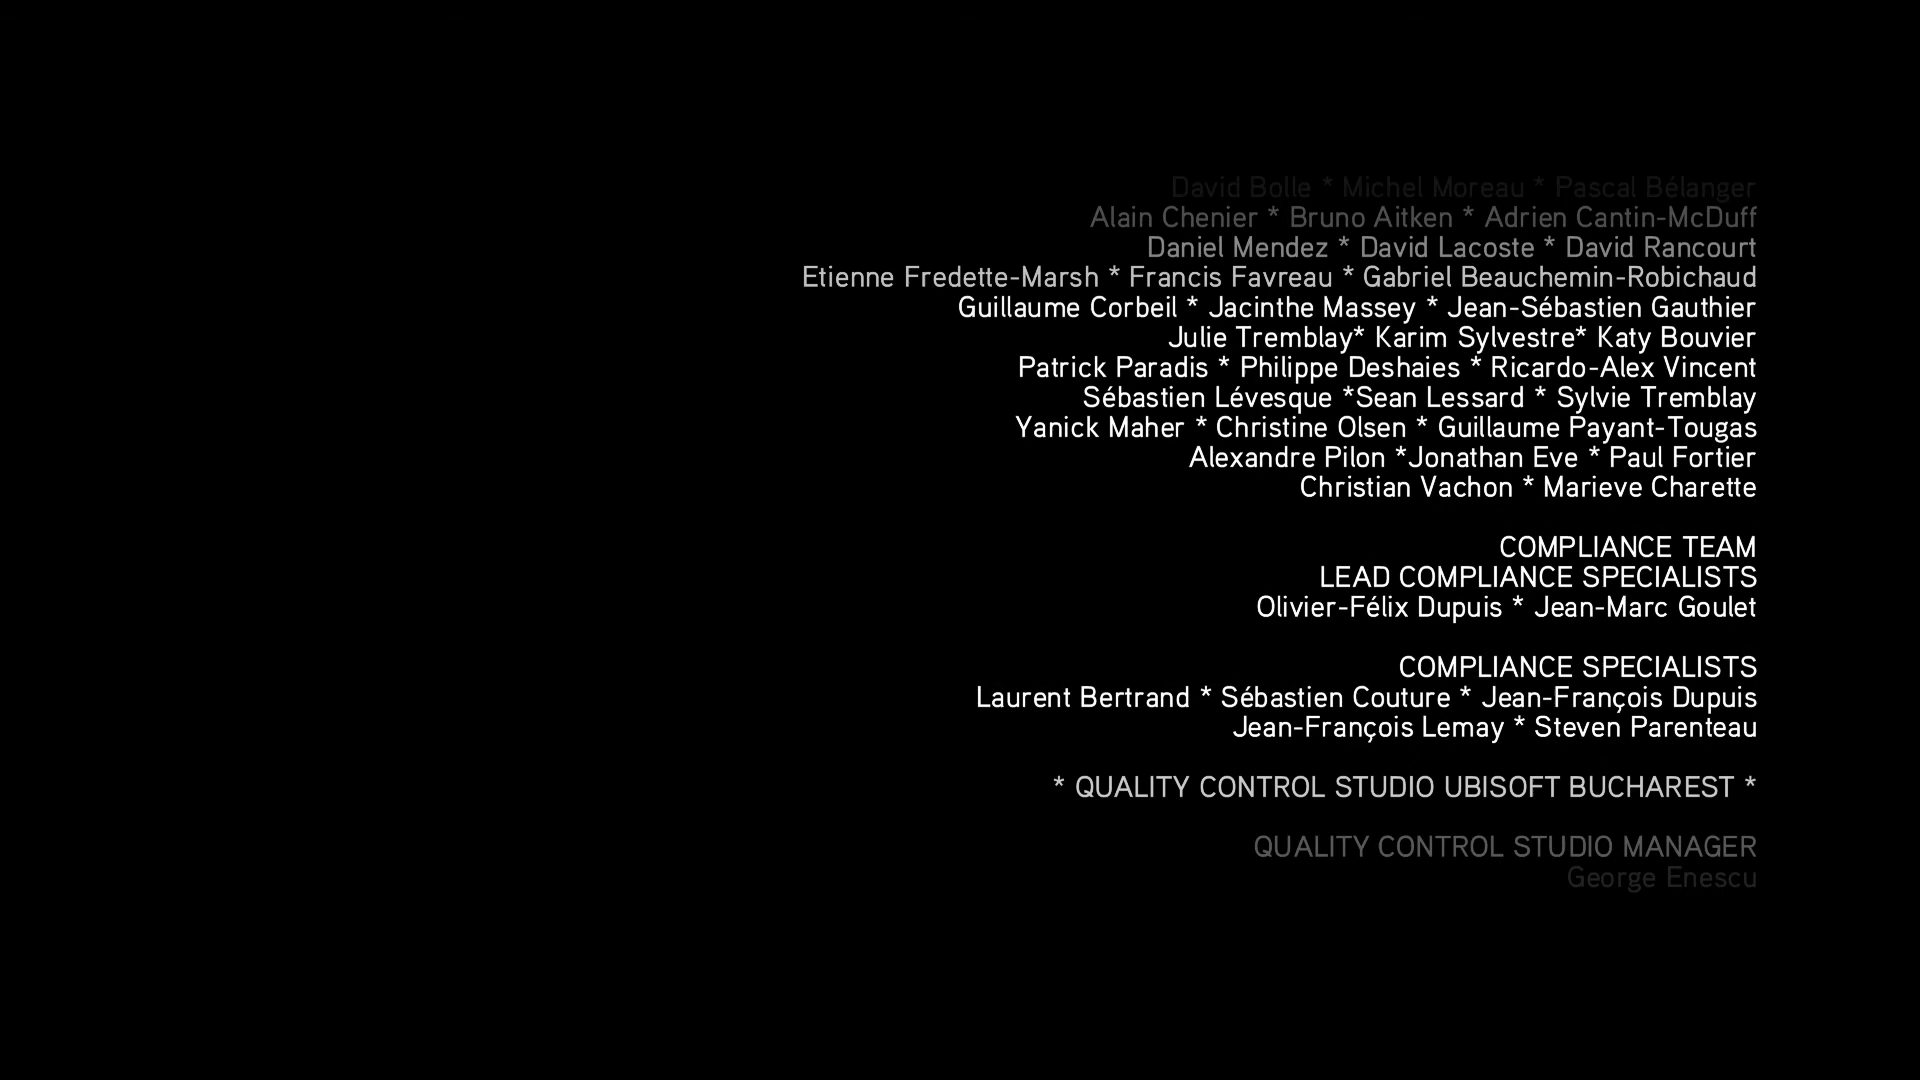 David Bolle * Michel Moreau * Pascal Bélanger
Alain Chenier * Bruno Aitken * Adrien Cantin-McDuff
Daniel Mendez * David Lacoste * David Rancourt
Etienne Fredette-Marsh * Francis Favreau * Gabriel Beauchemin-Robichaud
Guillaume Corbeil * Jacinthe Massey * Jean-Sébastien Gauthier
Julie Tremblay* Karim Sylvestre* Katy Bouvier
Patrick Paradis * Philippe Deshaies * Ricardo-Alex Vincent
Sébastien Lévesque *Sean Lessard * Sylvie Tremblay
Yanick Maher * Christine Olsen * Guillaume Payant-Tougas
Alexandre Pilon *Jonathan Eve * Paul Fortier
Christian Vachon * Marieve Charette
COMPLIANCE TEAM
LEAD COMPLIANCE SPECIALISTS
Olivier-Félix Dupuis * Jean-Marc Goulet
COMPLIANCE SPECIALISTS
Laurent Bertrand * Sébastien Couture * Jean-François Dupuis
Jean-François Lemay * Steven Parenteau
* QUALITY CONTROL STUDIO UBISOFT BUCHAREST *
QUALITY CONTROL STUDIO MANAGER
George Enescu